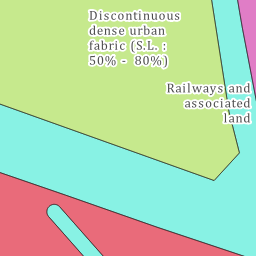 Discontinuous
dense urban
fabric (S.L. :
50% - 80%)
Railways and
associated
land